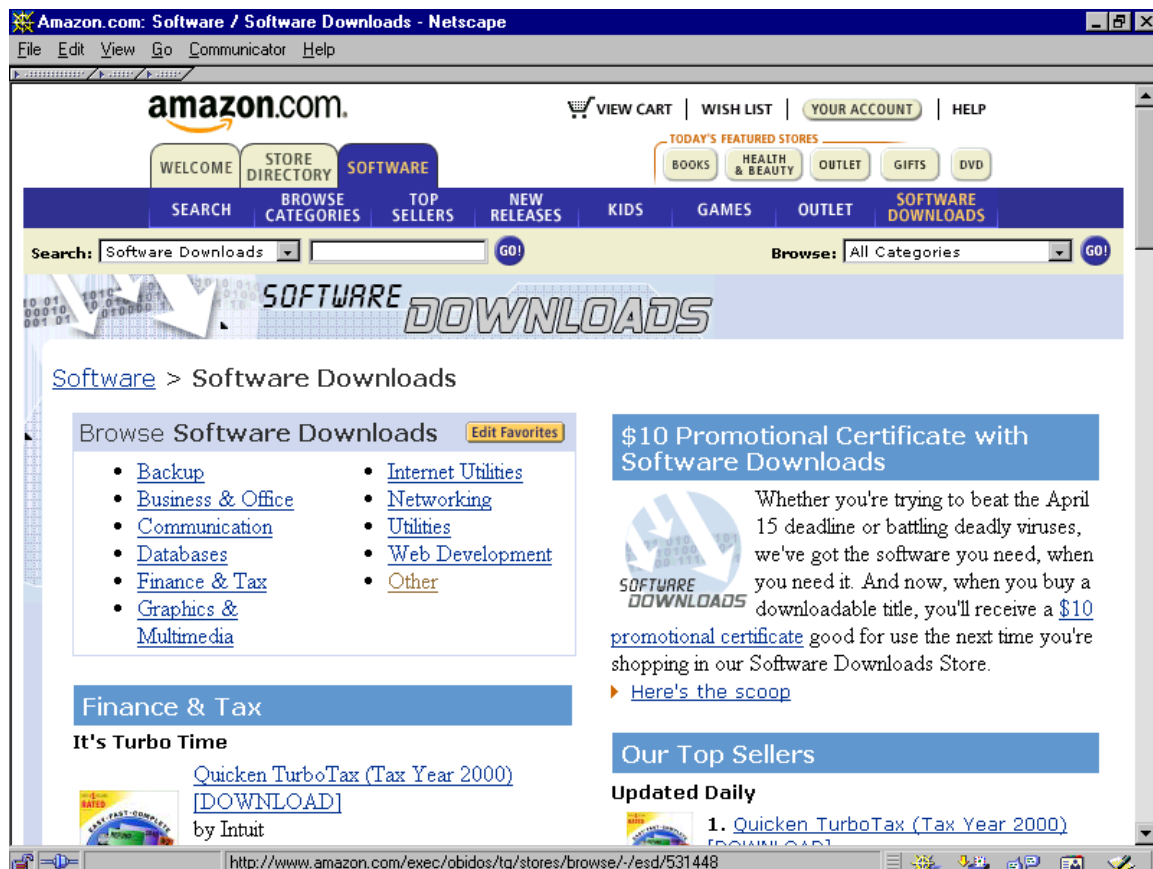 Amazon.com: Software / Software Downloads - Netscape
File Edit View Go Communicator Help
amazon.com.
VIEW CART | WISH LIST | YOUR ACCOUNT | HELP
TODAY'S FEATURED STORES
WELCOME STORE DIRECTORY SOFTWARE
BOOKS HEALTH & BEAUTY OUTLET GIFTS DVD
SEARCH BROWSE CATEGORIES TOP SELLERS NEW RELEASES KIDS GAMES OUTLET SOFTWARE DOWNLOADS
Search: Software Downloads GO! Browse: All Categories GO!
SOFTWARE DOWNLOADS
Software > Software Downloads
Browse Software Downloads Edit Favorites
• Backup
• Business & Office
• Communication
• Databases
• Finance & Tax
• Graphics &
Multimedia
• Internet Utilities
• Networking
• Utilities
• Web Development
• Other
Finance & Tax
It's Turbo Time
Quicken TurboTax (Tax Year 2000)
[DOWNLOAD]
by Intuit
$10 Promotional Certificate with
Software Downloads
SOFTWARE
DOWNLOADS
Whether you're trying to beat the April
15 deadline or battling deadly viruses,
we've got the software you need, when
you need it. And now, when you buy a
downloadable title, you'll receive a $10
promotional certificate good for use the next time you're
shopping in our Software Downloads Store.
Here's the scoop
Our Top Sellers
Updated Daily
1. Quicken TurboTax (Tax Year 2000)
[DOWNLOAD]
http://www.amazon.com/exec/obidos/tg/stores/browse/-/esd/531448